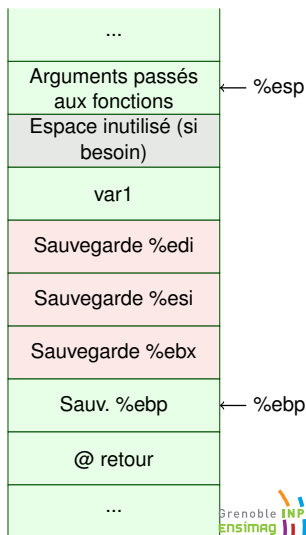 ...
Arguments passés
aux fonctions
%esp
Espace inutilisé (si
besoin)
var1
Sauvegarde %edi
Sauvegarde %esi
Sauvegarde %ebx
Sauv. %ebp
%ebp
@ retour
...
Grenoble INP
Ensimag